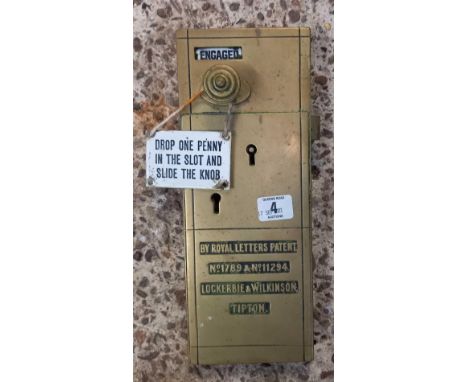 ENGAGED
DROP ONE PENNY
IN THE SLOT AND
SLIDE THE KNOB
4
BY ROYAL LETTERS PATENT
No1789 & No11294
LOCKERBIE & WILKINSON
TIPTON